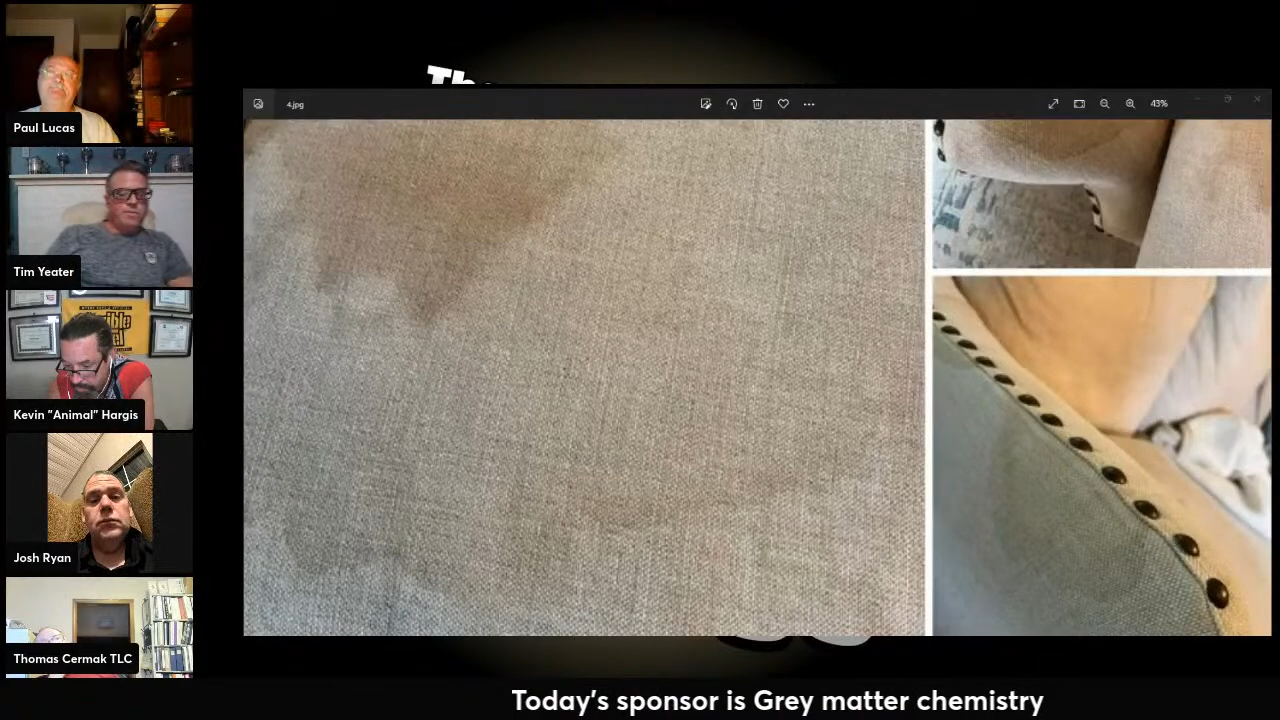 The
4.jpg
43%
Paul Lucas
Tim Yeater
Kevin "Animal" Hargis
Josh Ryan
Thomas Cermak TLC
Today's sponsor is Grey matter chemistry